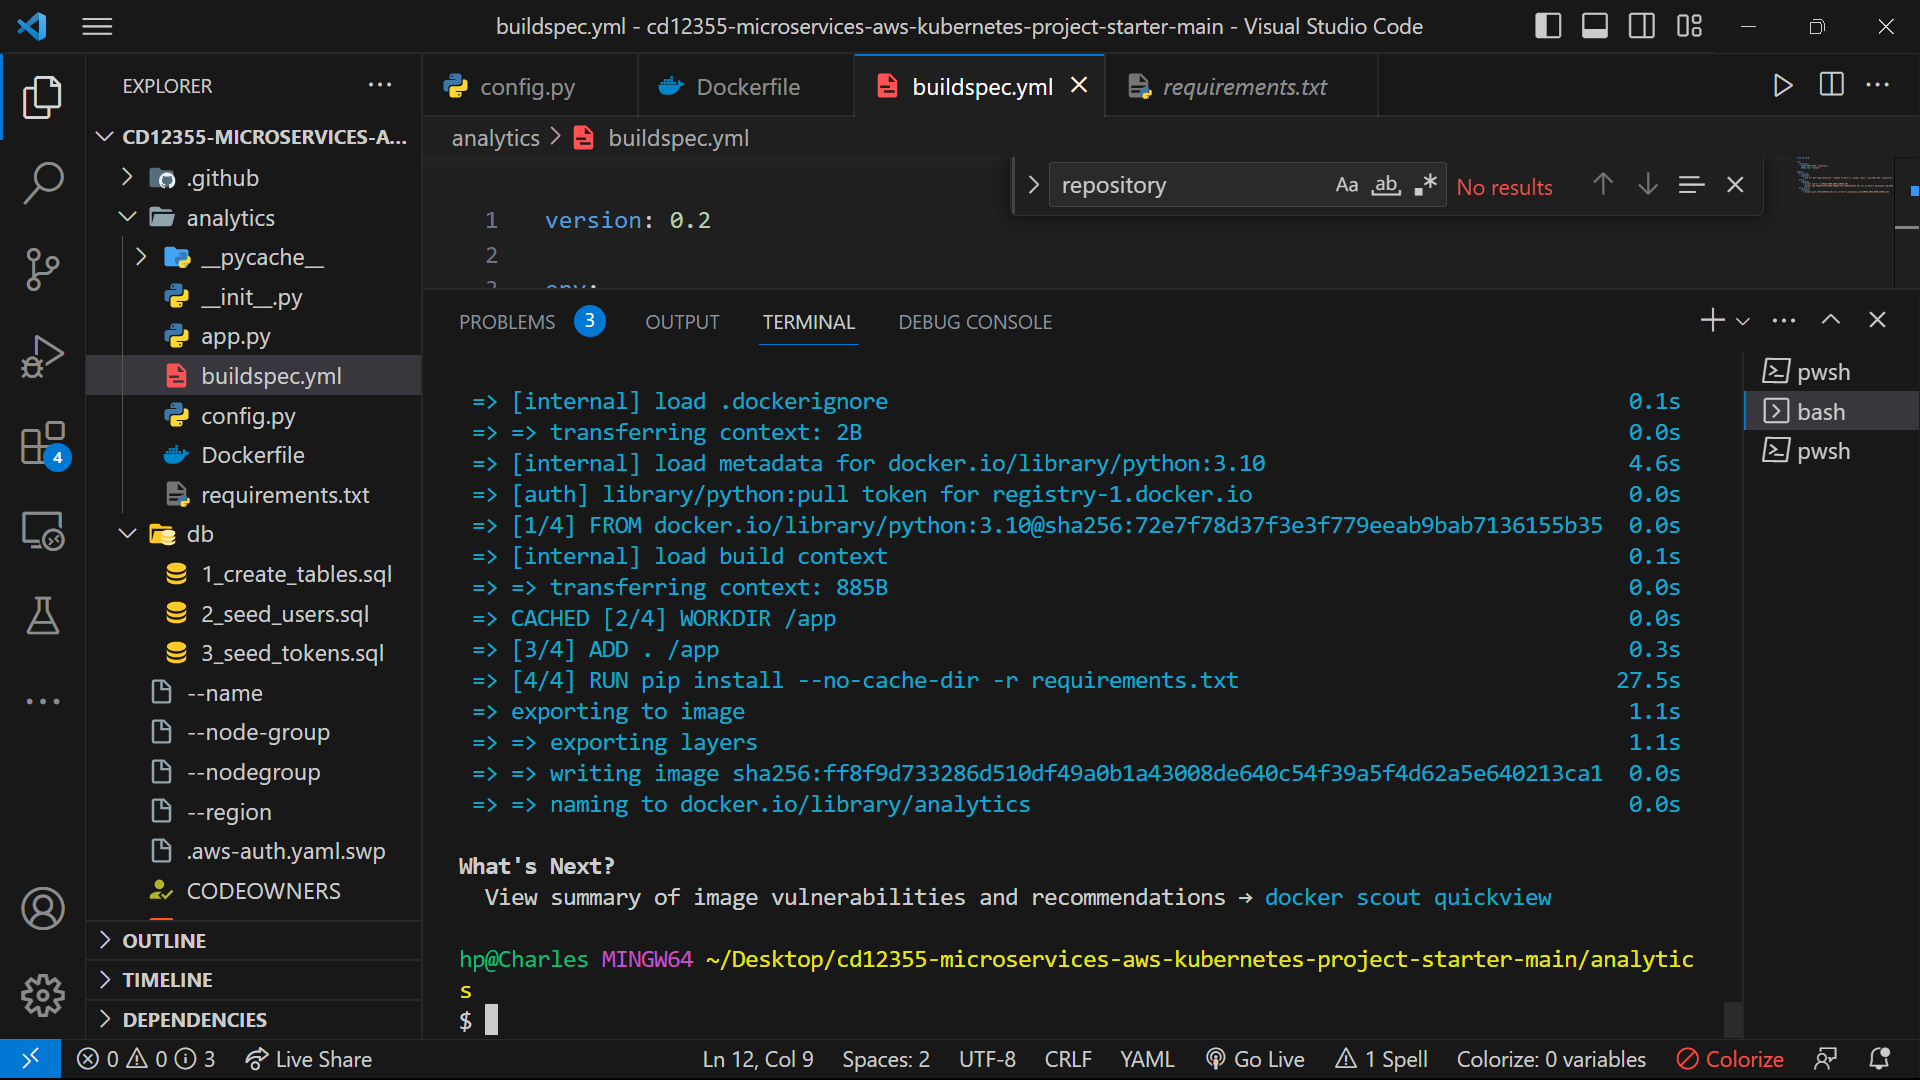 buildspec.yml - cd12355-microservices-aws-kubernetes-project-starter-main - Visual Studio Code
EXPLORER
CD12355-MICROSERVICES-A...
.github
analytics
__pycache__
__init__.py
app.py
buildspec.yml
config.py
Dockerfile
requirements.txt
db
1_create_tables.sql
2_seed_users.sql
3_seed_tokens.sql
--name
--node-group
--nodegroup
--region
.aws-auth.yaml.swp
CODEOWNERS
OUTLINE
TIMELINE
DEPENDENCIES
4
config.py
Dockerfile
buildspec.yml
requirements.txt
analytics > buildspec.yml
repository
Aa ab .*
No results
1 version: 0.2
2
3 env:
PROBLEMS 3 OUTPUT TERMINAL DEBUG CONSOLE
=> [internal] load .dockerignore 0.1s
=> => transferring context: 2B 0.0s
=> [internal] load metadata for docker.io/library/python:3.10 4.6s
=> [auth] library/python:pull token for registry-1.docker.io 0.0s
=> [1/4] FROM docker.io/library/python:3.10@sha256:72e7f78d37f3e3f779eeab9bab7136155b35 0.0s
=> [internal] load build context 0.1s
=> => transferring context: 885B 0.0s
=> CACHED [2/4] WORKDIR /app 0.0s
=> [3/4] ADD . /app 0.3s
=> [4/4] RUN pip install --no-cache-dir -r requirements.txt 27.5s
=> exporting to image 1.1s
=> => exporting layers 1.1s
=> => writing image sha256:ff8f9d733286d510df49a0b1a43008de640c54f39a5f4d62a5e640213ca1 0.0s
=> => naming to docker.io/library/analytics 0.0s
What's Next?
View summary of image vulnerabilities and recommendations → docker scout quickview
hp@Charles MINGW64 ~/Desktop/cd12355-microservices-aws-kubernetes-project-starter-main/analytic
s
$
pwsh
bash
pwsh
0 0 3 Live Share Ln 12, Col 9 Spaces: 2 UTF-8 CRLF YAML Go Live 1 Spell Colorize: 0 variables Colorize